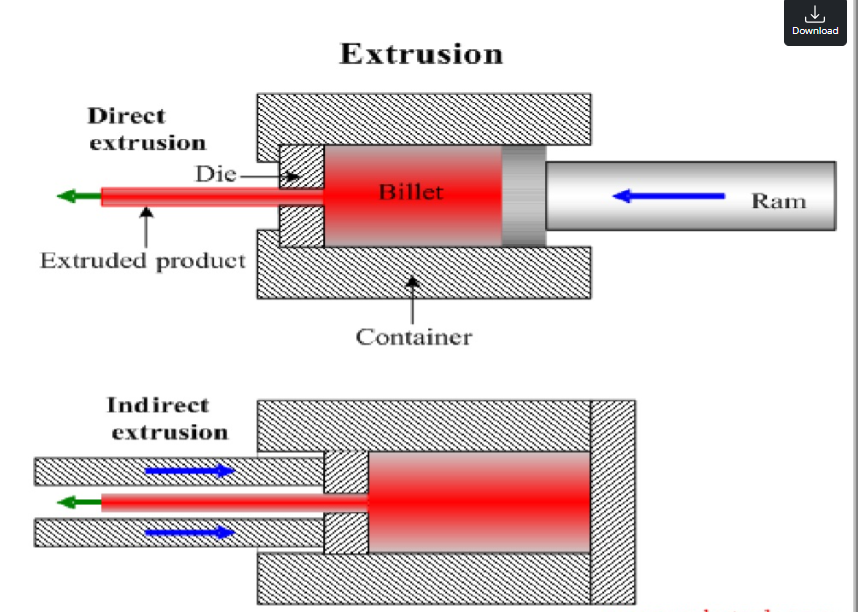 Download
Extrusion
Direct
extrusion
Die
Billet
Ram
Extruded product
Container
Indirect
extrusion